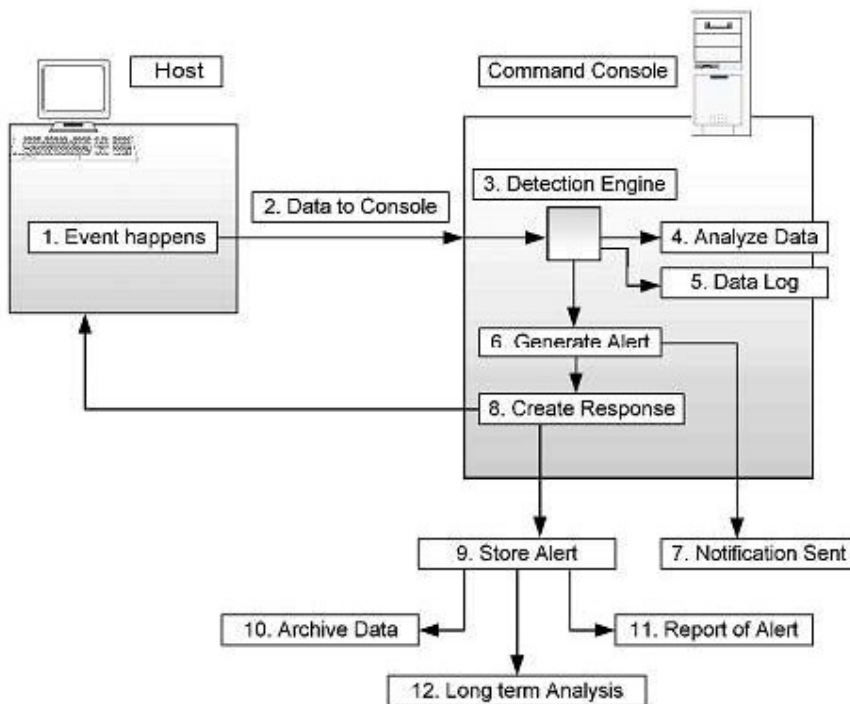 Host
Command Console
3. Detection Engine
2. Data to Console
1. Event happens
4. Analyze Data
5. Data Log
6. Generate Alert
8. Create Response
9. Store Alert
7. Notification Sent
10. Archive Data
11. Report of Alert
12. Long term Analysis